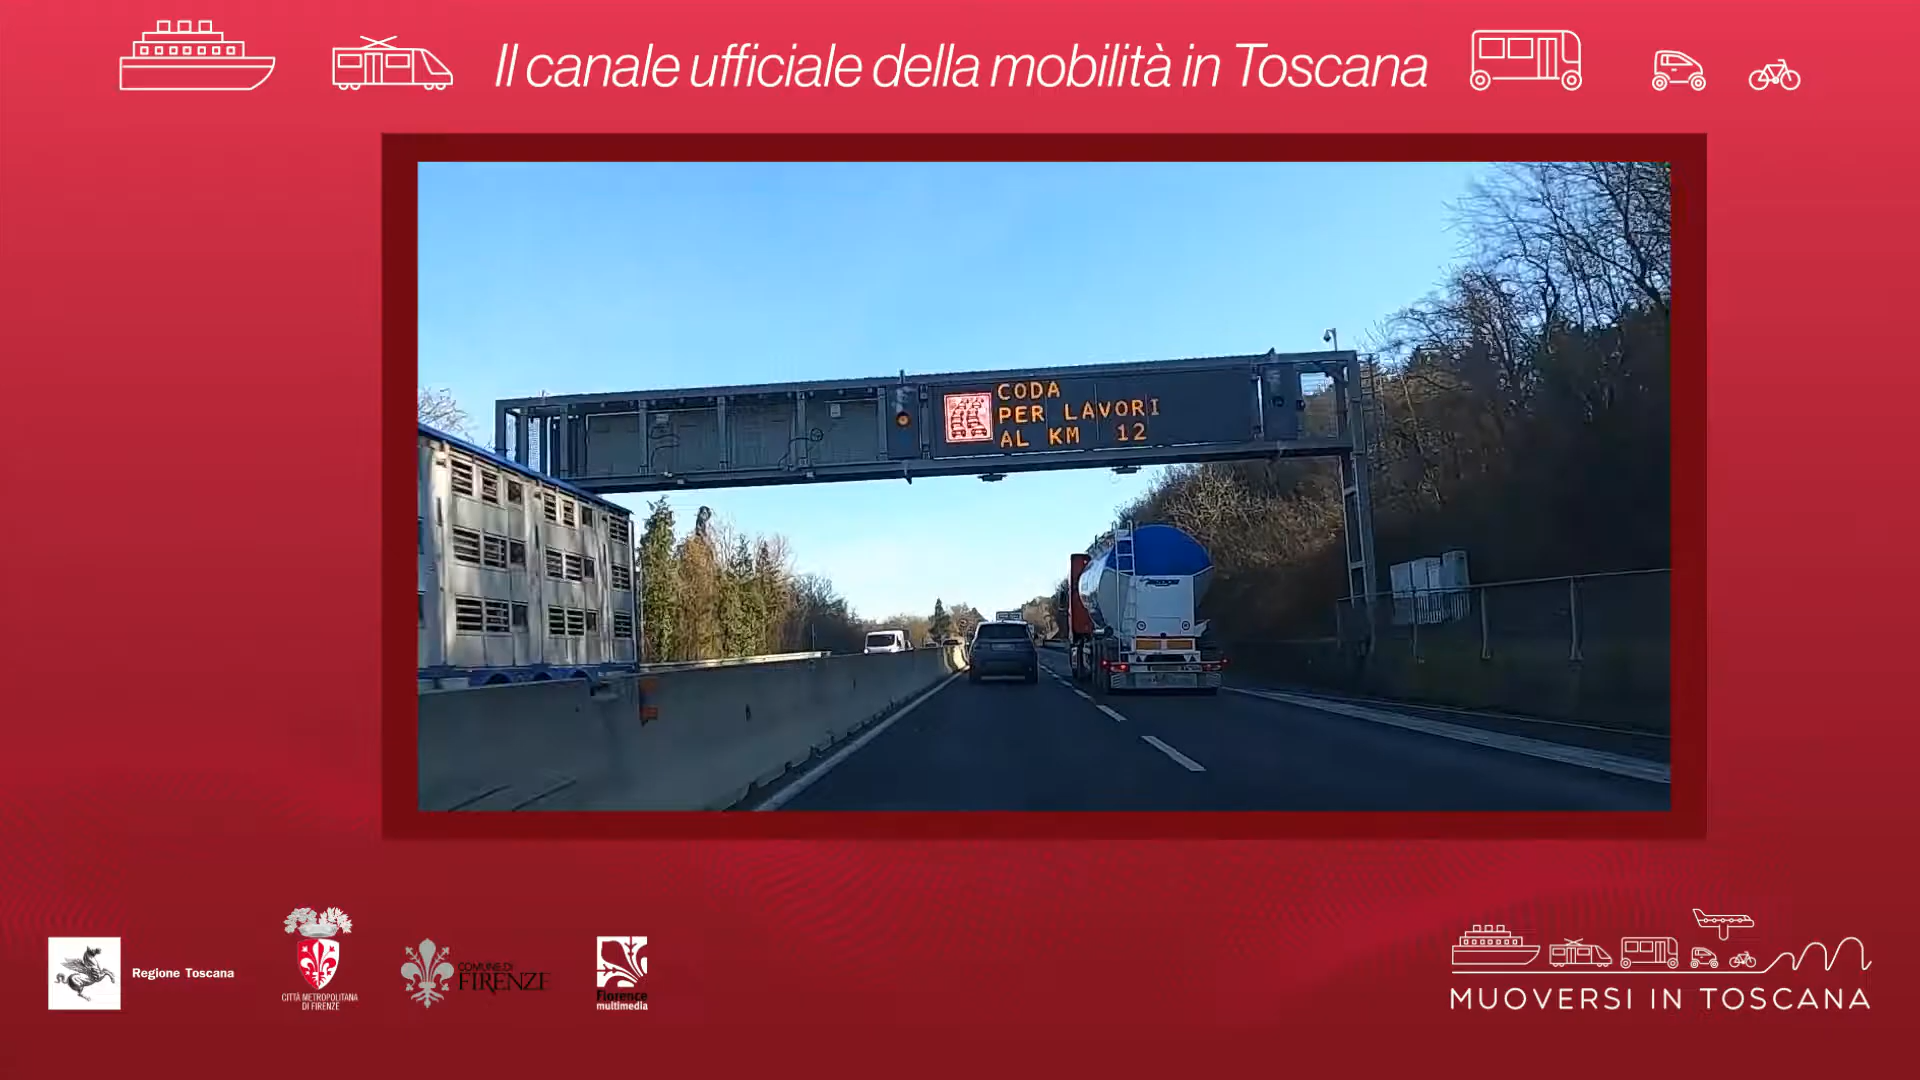 Il canale ufficiale della mobilità in Toscana
CODA
PER LAVORI
AL KM 12
Regione Toscana
CITTÀ METROPOLITANA
DI FIRENZE
COMUNE DI
FIRENZE
Florence
multimedia
MUOVERSI IN TOSCANA